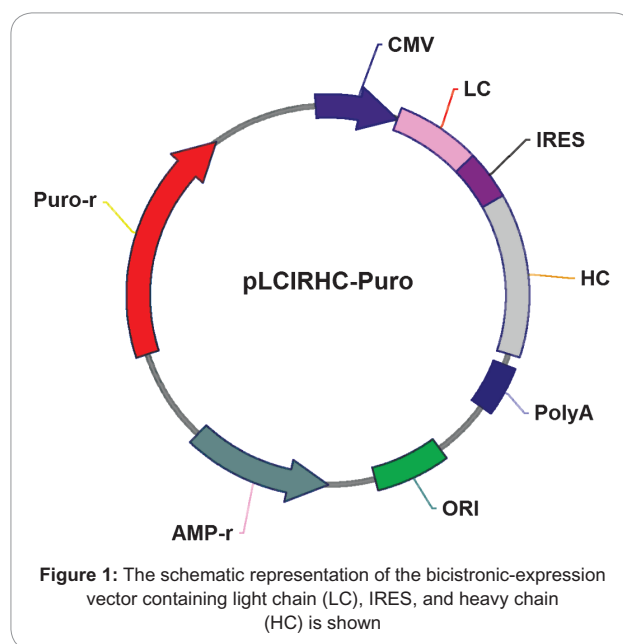 CMV
LC
IRES
Puro-r
pLCIRHC-Puro
HC
PolyA
ORI
AMP-r
Figure 1: The schematic representation of the bicistronic-expression
vector containing light chain (LC), IRES, and heavy chain
(HC) is shown